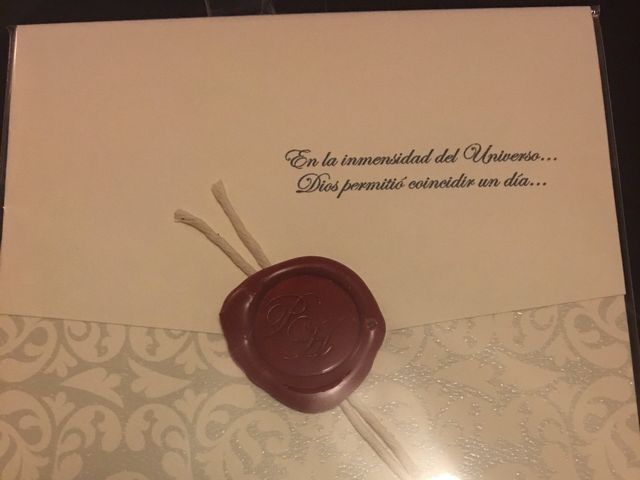 En la inmensidad del Universo...
Dios permitió coincidir un día...